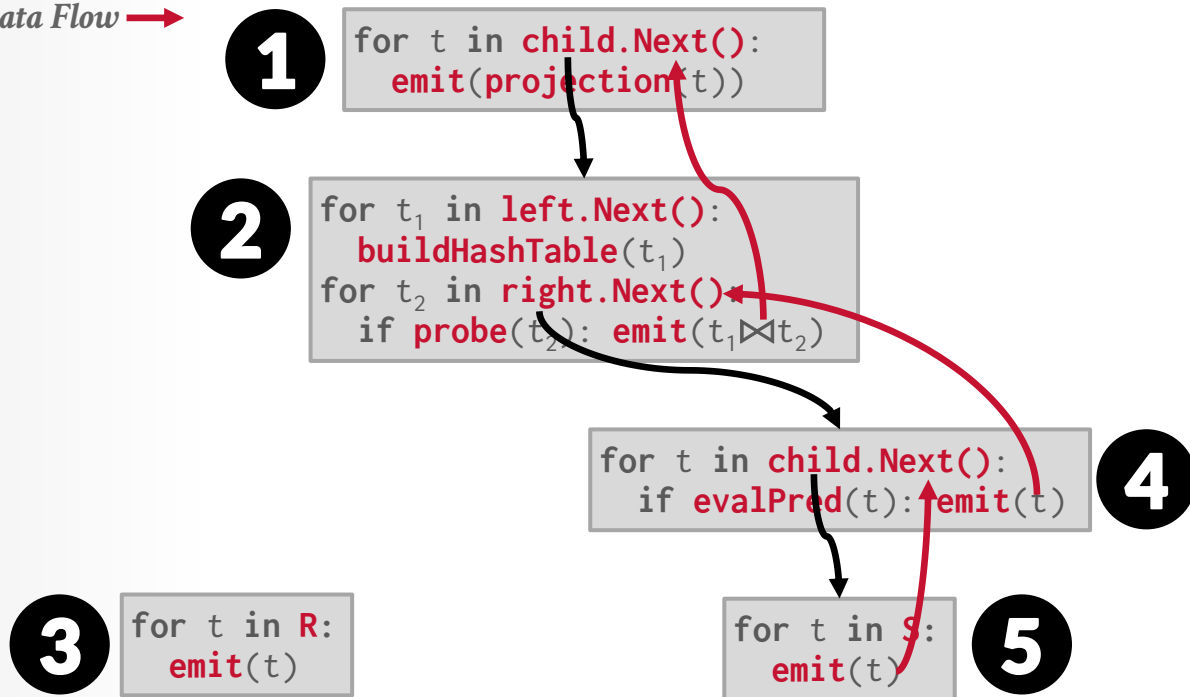 ata Flow
1
for t in child.Next():
emit(projection(t))
2
for t₁ in left.Next():
buildHashTable(t₁)
for t₂ in right.Next():
if probe(t₂): emit(t₁⨝t₂)
for t in child.Next():
if evalPred(t): emit(t)
4
3
for t in R:
emit(t)
for t in S:
emit(t)
5